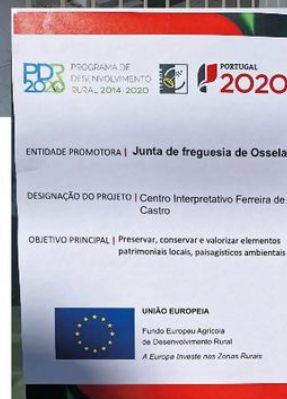 PDR
2020
PROGRAMA DE
DESENVOLVIMENTO
RURAL 2014·2020
PORTUGAL
2020
ENTIDADE PROMOTORA | Junta de freguesia de Ossela
DESIGNAÇÃO DO PROJETO | Centro Interpretativo Ferreira de
Castro
OBJETIVO PRINCIPAL | Preservar, conservar e valorizar elementos
patrimoniais locais, paisagísticos ambientais
UNIÃO EUROPEIA
Fundo Europeu Agrícola
de Desenvolvimento Rural
A Europa Investe nas Zonas Rurais